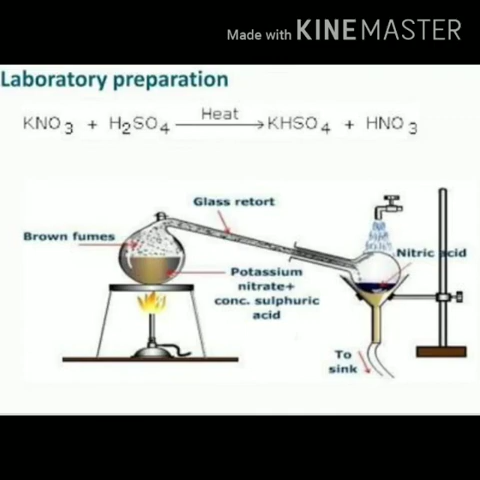 Made with KINEMASTER
Laboratory preparation
Heat
KNO3 + H2SO4 → KHSO4 + HNO3
Glass retort
Brown fumes
Nitric acid
Potassium
nitrate+
conc. sulphuric
acid
To
sink